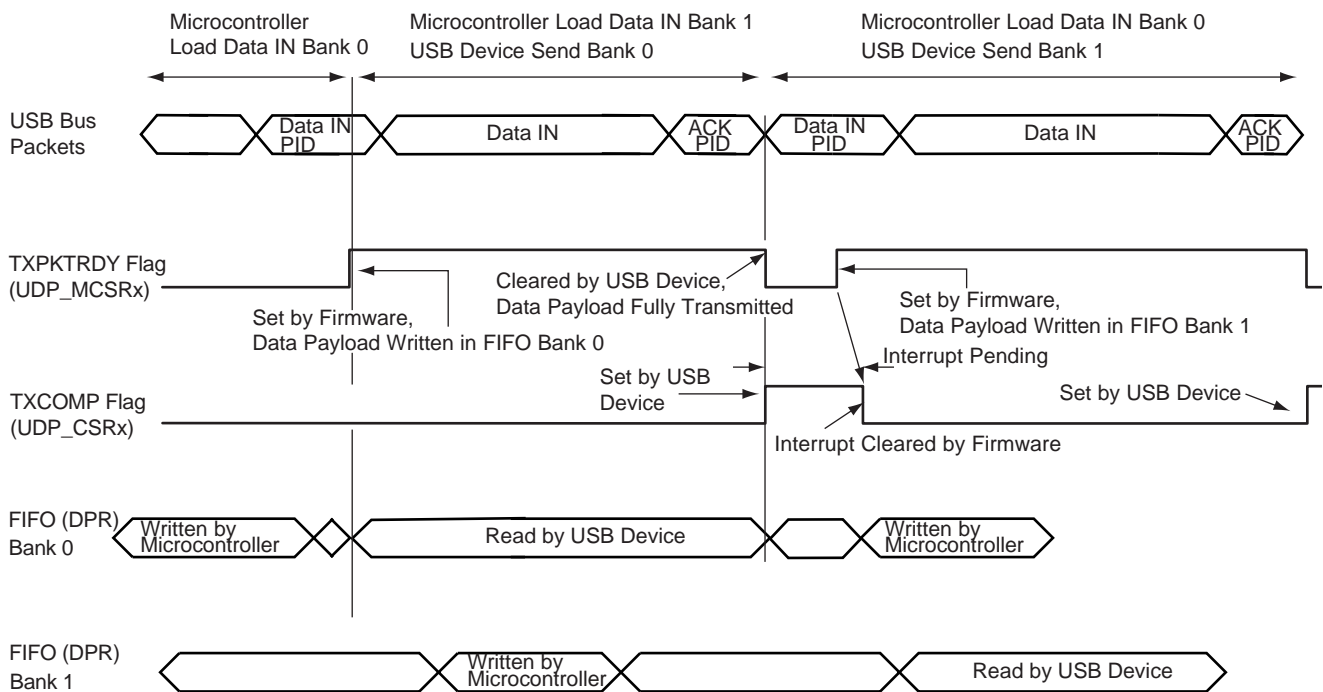 Microcontroller
Load Data IN Bank 0
Microcontroller Load Data IN Bank 1
USB Device Send Bank 0
Microcontroller Load Data IN Bank 0
USB Device Send Bank 1
USB Bus
Packets
Data IN
PID
Data IN
ACK
PID
Data IN
PID
Data IN
ACK
PID
TXPKTRDY Flag
(UDP_MCSRx)
Set by Firmware,
Data Payload Written in FIFO Bank 0
Cleared by USB Device,
Data Payload Fully Transmitted
Set by Firmware,
Data Payload Written in FIFO Bank 1
Interrupt Pending
TXCOMP Flag
(UDP_CSRx)
Set by USB
Device
Set by USB Device
Interrupt Cleared by Firmware
FIFO (DPR)
Bank 0
Written by
Microcontroller
Read by USB Device
Written by
Microcontroller
FIFO (DPR)
Bank 1
Written by
Microcontroller
Read by USB Device